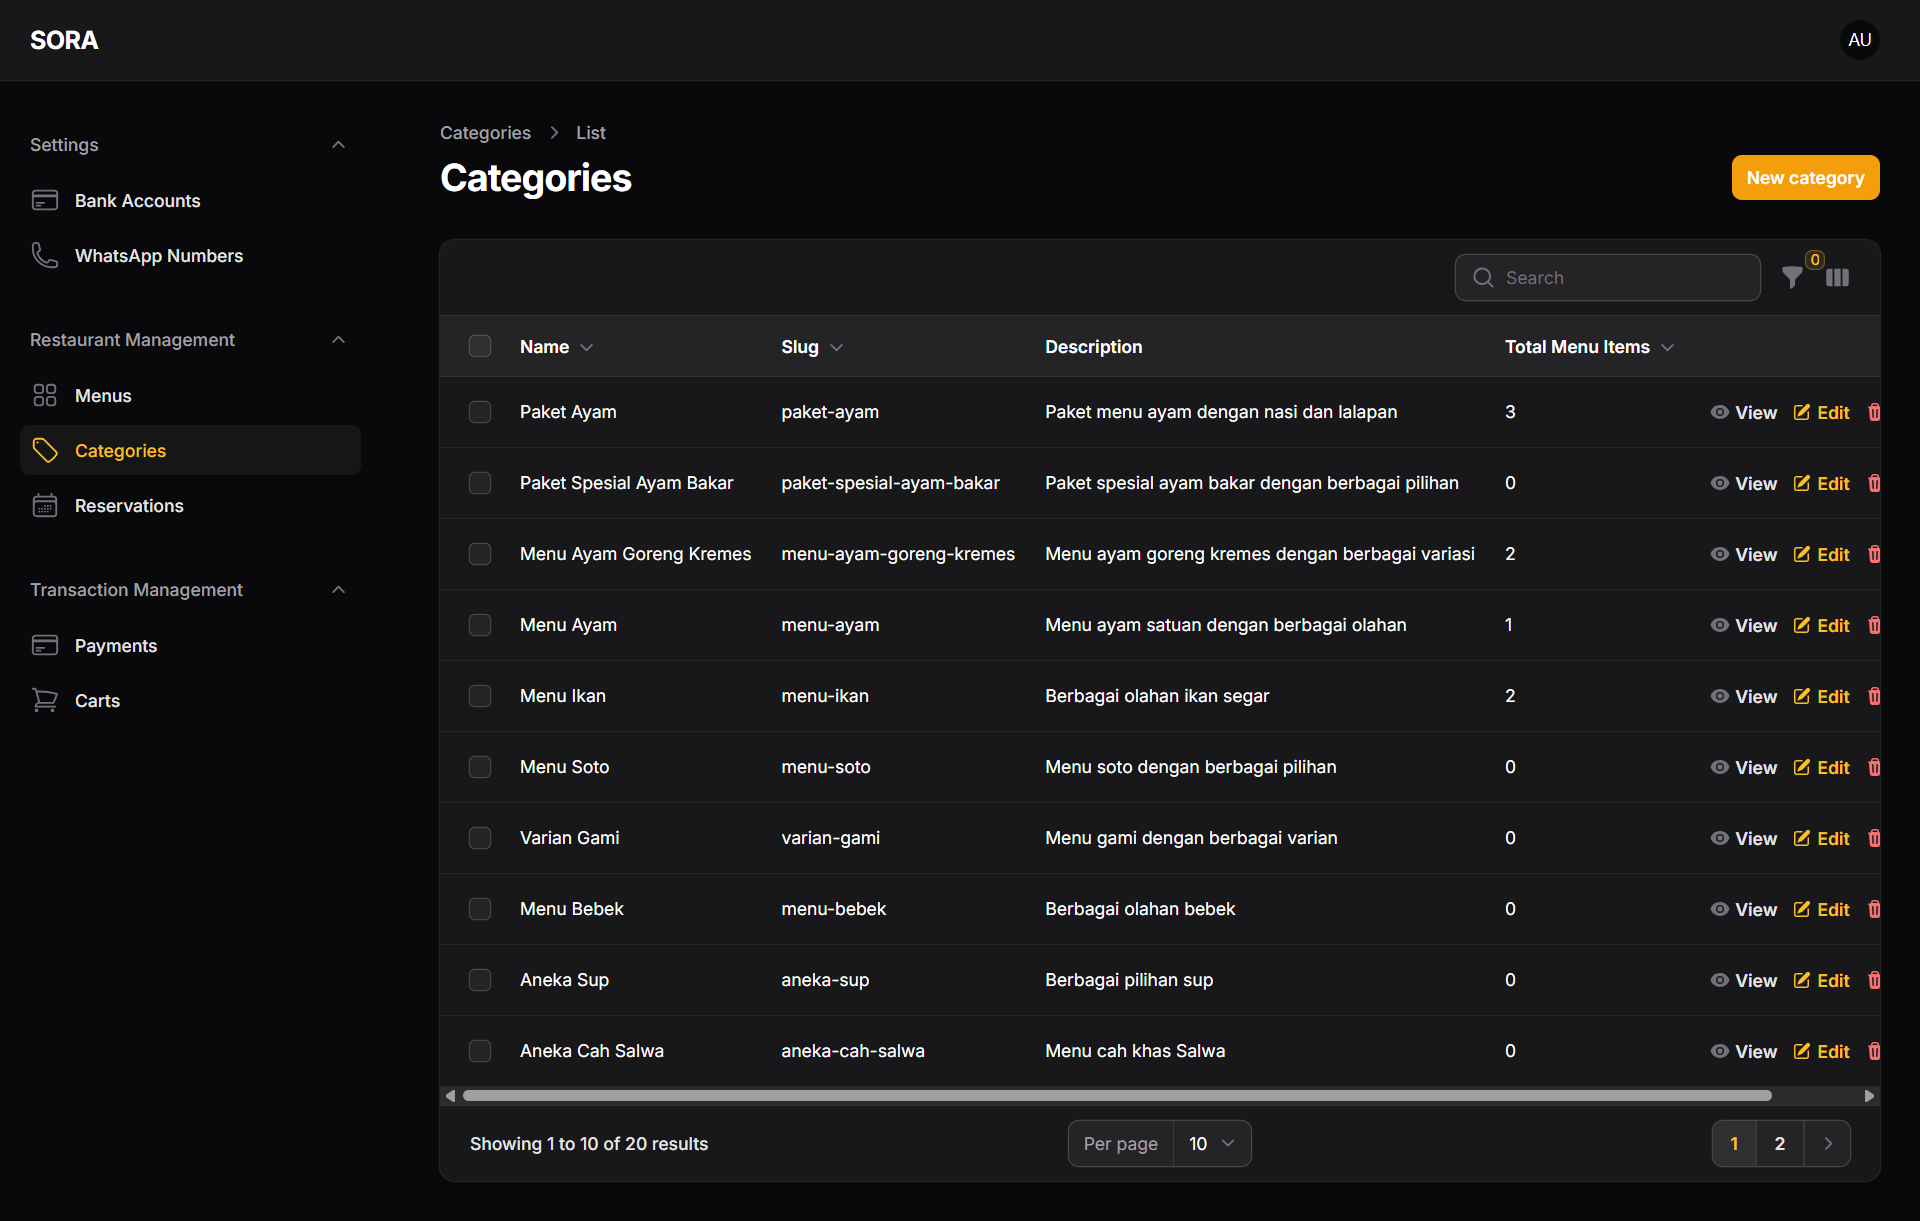 SORA
AU
Settings
Bank Accounts
WhatsApp Numbers
Restaurant Management
Menus
Categories
Reservations
Transaction Management
Payments
Carts
Categories > List
Categories
New category
Search
0
Name Slug Description Total Menu Items
Paket Ayam paket-ayam Paket menu ayam dengan nasi dan lalapan 3 View Edit
Paket Spesial Ayam Bakar paket-spesial-ayam-bakar Paket spesial ayam bakar dengan berbagai pilihan 0 View Edit
Menu Ayam Goreng Kremes menu-ayam-goreng-kremes Menu ayam goreng kremes dengan berbagai variasi 2 View Edit
Menu Ayam menu-ayam Menu ayam satuan dengan berbagai olahan 1 View Edit
Menu Ikan menu-ikan Berbagai olahan ikan segar 2 View Edit
Menu Soto menu-soto Menu soto dengan berbagai pilihan 0 View Edit
Varian Gami varian-gami Menu gami dengan berbagai varian 0 View Edit
Menu Bebek menu-bebek Berbagai olahan bebek 0 View Edit
Aneka Sup aneka-sup Berbagai pilihan sup 0 View Edit
Aneka Cah Salwa aneka-cah-salwa Menu cah khas Salwa 0 View Edit
Showing 1 to 10 of 20 results Per page 10 1 2